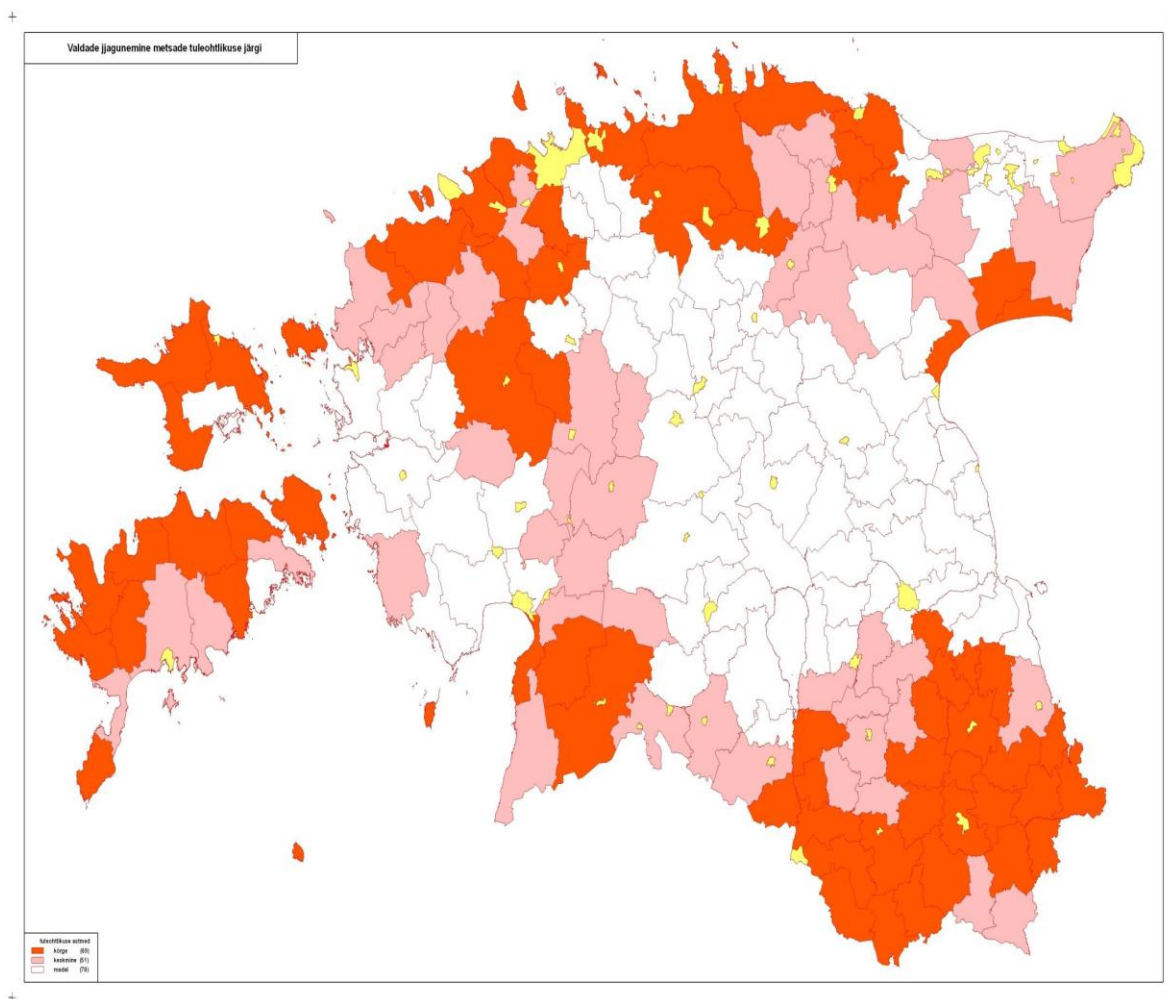 Valdade jjagunemine metsade tuleohtlikuse järgi
tuleohtlikuse astmed
kõrge (69)
keskmine (51)
madal (78)